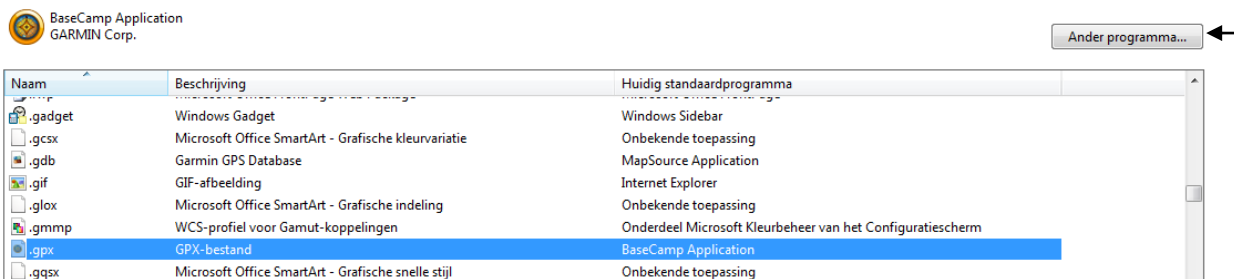 BaseCamp Application
GARMIN Corp.
Ander programma...
Naam Beschrijving Huidig standaardprogramma
.gadget Windows Gadget Windows Sidebar
.gcsx Microsoft Office SmartArt - Grafische kleurvariatie Onbekende toepassing
.gdb Garmin GPS Database MapSource Application
.gif GIF-afbeelding Internet Explorer
.glox Microsoft Office SmartArt - Grafische indeling Onbekende toepassing
.gmmp WCS-profiel voor Gamut-koppelingen Onderdeel Microsoft Kleurbeheer van het Configuratiescherm
.gpx GPX-bestand BaseCamp Application
.gqsx Microsoft Office SmartArt - Grafische snelle stijl Onbekende toepassing